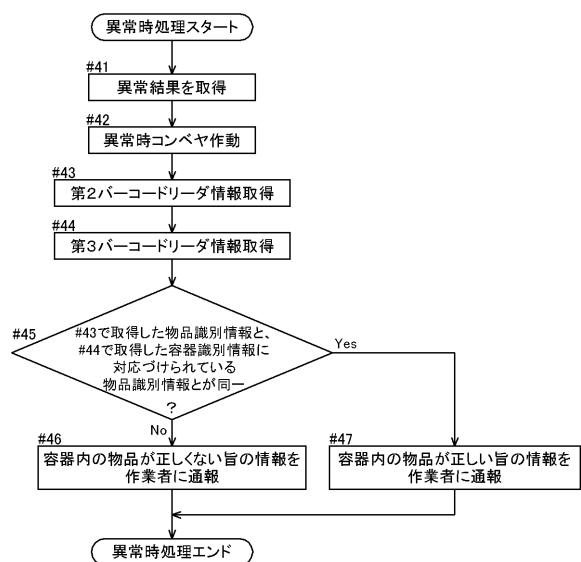 異常時処理スタート
#41
異常結果を取得
#42
異常時コンベヤ作動
#43
第2バーコードリーダ情報取得
#44
第3バーコードリーダ情報取得
#45
#43で取得した物品識別情報と、
#44で取得した容器識別情報に
対応づけられている
物品識別情報とが同一
?
Yes
No
#46
容器内の物品が正しくない旨の情報を
作業者に通報
#47
容器内の物品が正しい旨の情報を
作業者に通報
異常時処理エンド